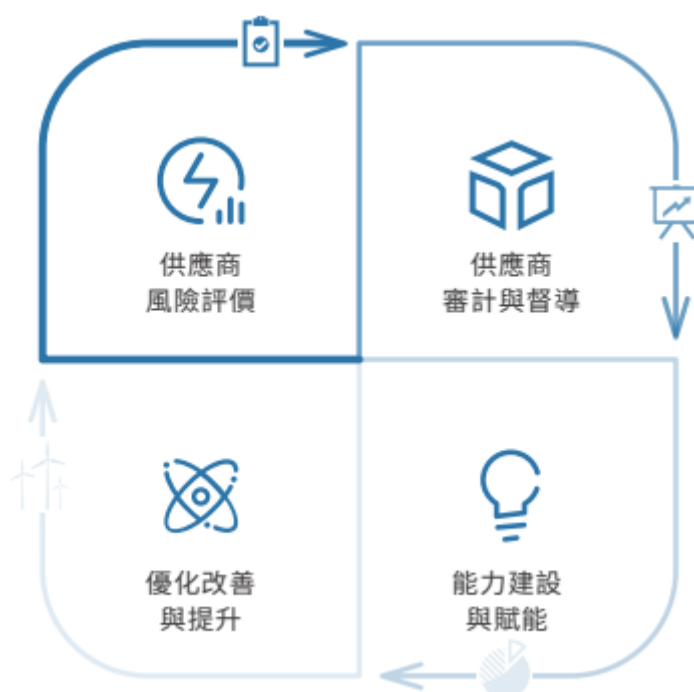 供應商
風險評價
供應商
審計與督導
優化改善
與提升
能力建設
與賦能